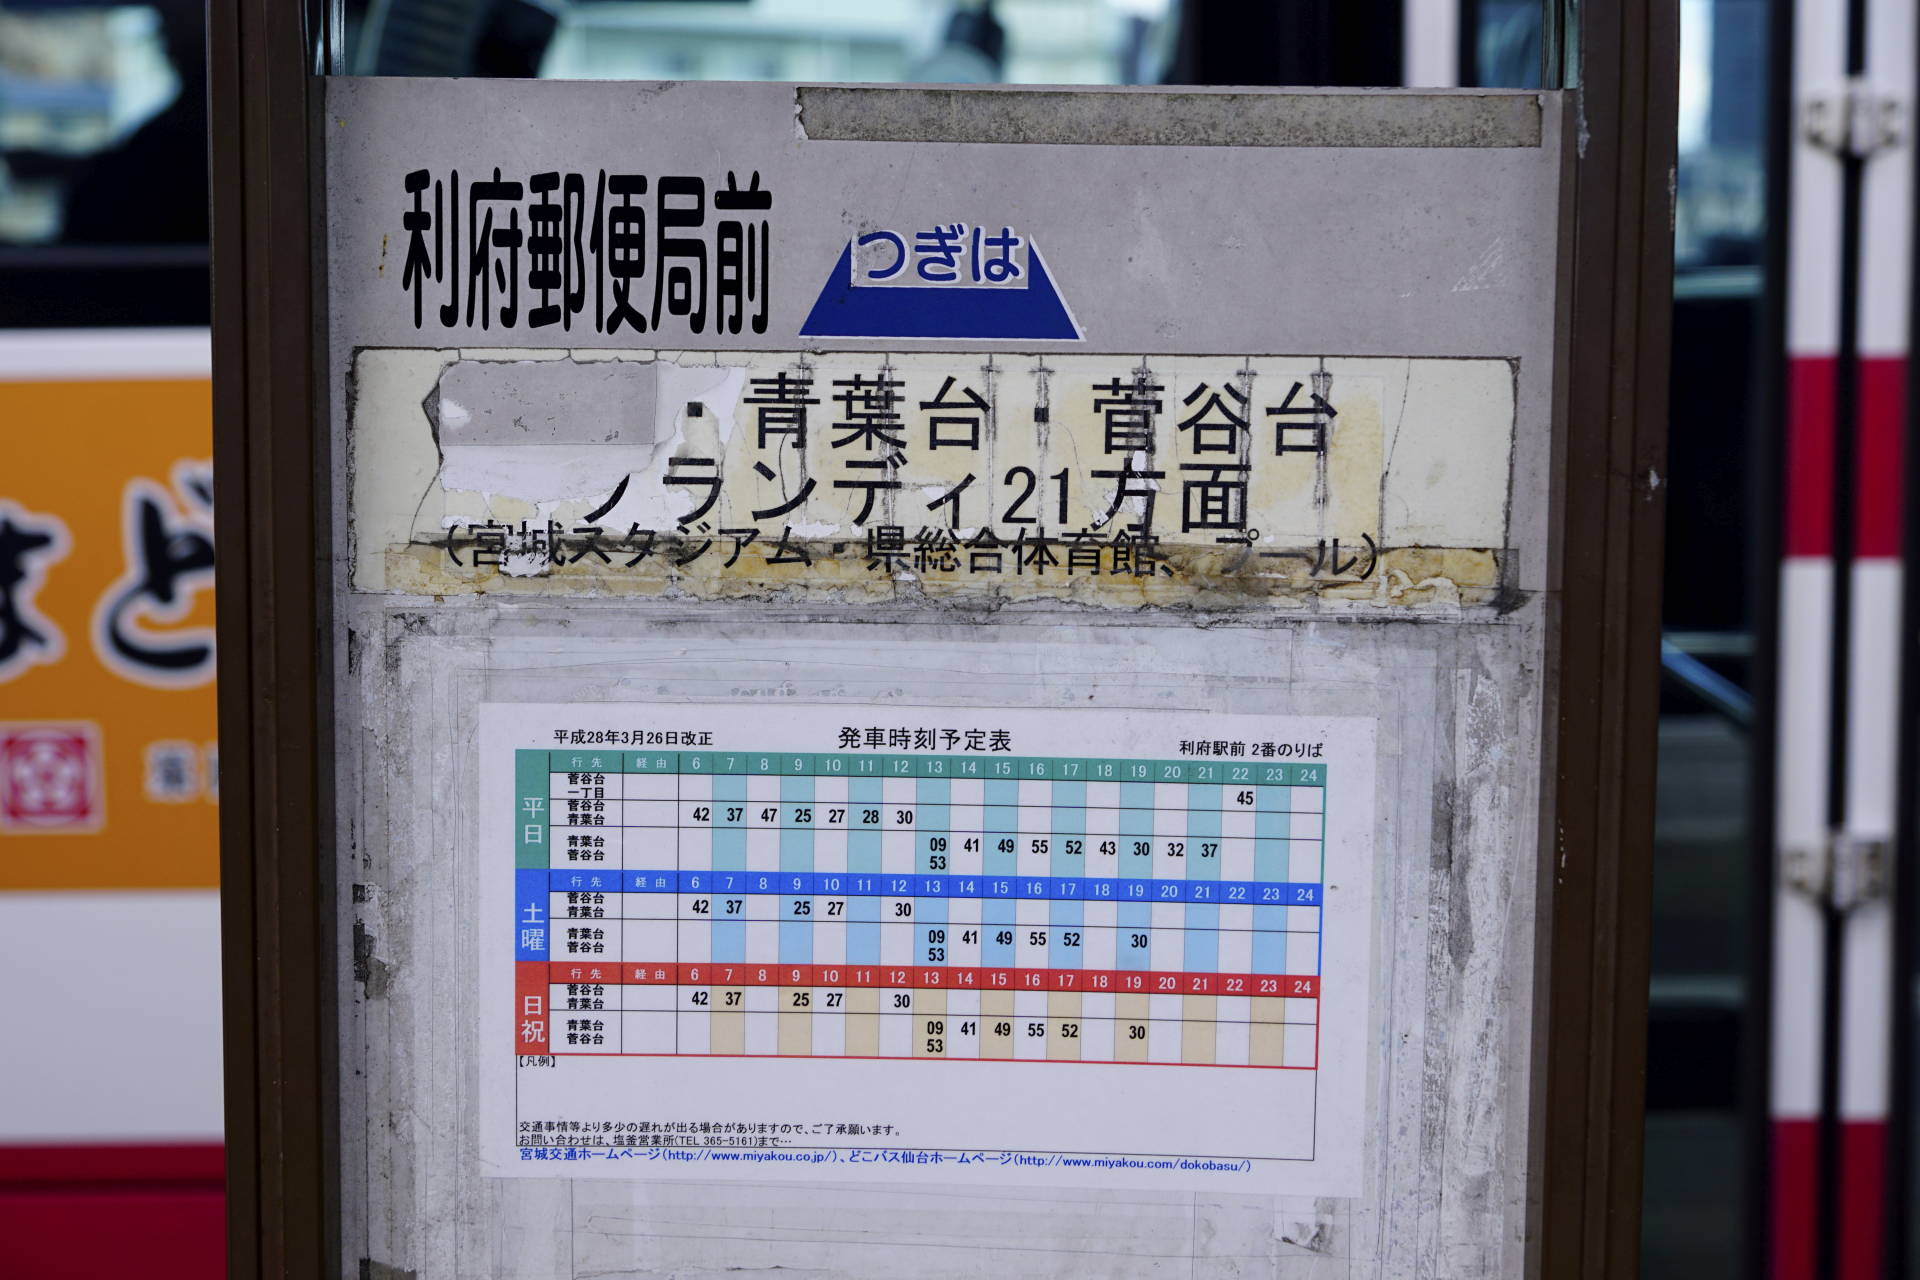 利府郵便局前
つぎは
・青葉台・菅谷台
ランディ21方面
（宮城スタジアム・県総合体育館、プール）
平成28年3月26日改正 発車時刻予定表 利府駅前 2番のりば
平日 行先 経由 6 7 8 9 10 11 12 13 14 15 16 17 18 19 20 21 22 23 24
菅谷台一丁目 45
菅谷台 青葉台 42 37 47 25 27 28 30
青葉台 菅谷台 09 41 49 55 52 43 30 32 37
53
土曜 行先 経由 6 7 8 9 10 11 12 13 14 15 16 17 18 19 20 21 22 23 24
菅谷台 青葉台 42 37 25 27 30
青葉台 菅谷台 09 41 49 55 52 30
53
日祝 行先 経由 6 7 8 9 10 11 12 13 14 15 16 17 18 19 20 21 22 23 24
菅谷台 青葉台 42 37 25 27 30
青葉台 菅谷台 09 41 49 55 52 30
53
【凡例】
交通事情等より多少の遅れが出る場合がありますので、ご了承願います。
お問い合わせは、塩釜営業所(TEL 365-5161)まで…
宮城交通ホームページ(http://www.miyakou.co.jp/)、どこバス仙台ホームページ(http://www.miyakou.com/dokobasu/)
まど